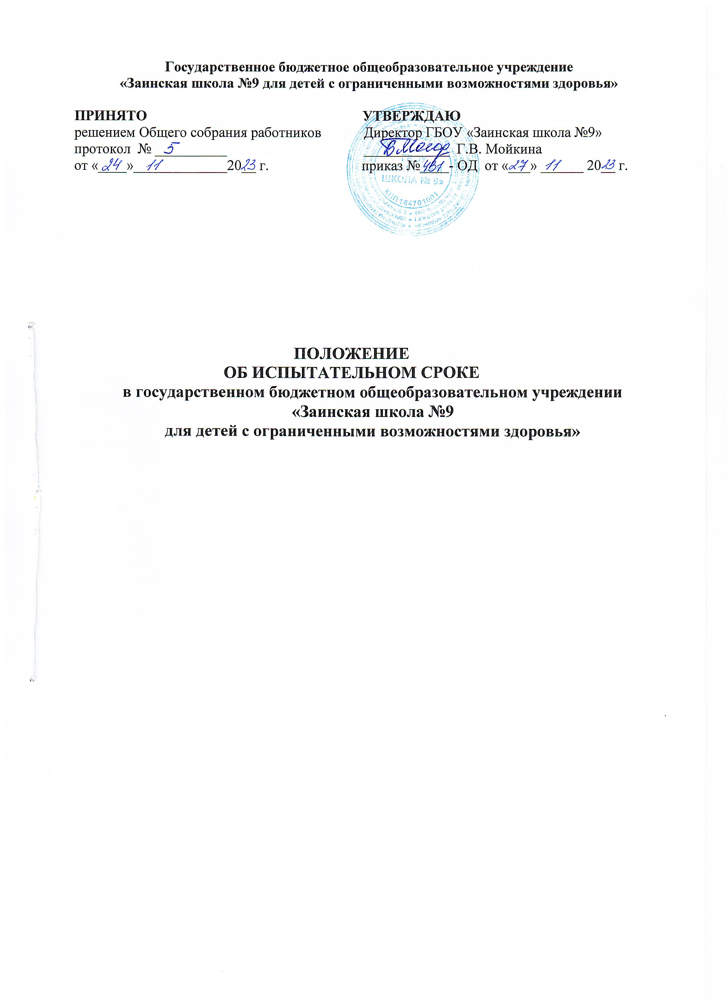 Государственное бюджетное общеобразовательное учреждение
«Заинская школа №9 для детей с ограниченными возможностями здоровья»
ПРИНЯТО
решением Общего собрания работников
протокол № 5
от «24» 11 2023 г.
УТВЕРЖДАЮ
Директор ГБОУ «Заинская школа №9»
Г.В. Мойкина
приказ № - ОД от «27» 11 2023 г.
ШКОЛА № 9»
КПП 164701001
ПОЛОЖЕНИЕ
ОБ ИСПЫТАТЕЛЬНОМ СРОКЕ
в государственном бюджетном общеобразовательном учреждении
«Заинская школа №9
для детей с ограниченными возможностями здоровья»